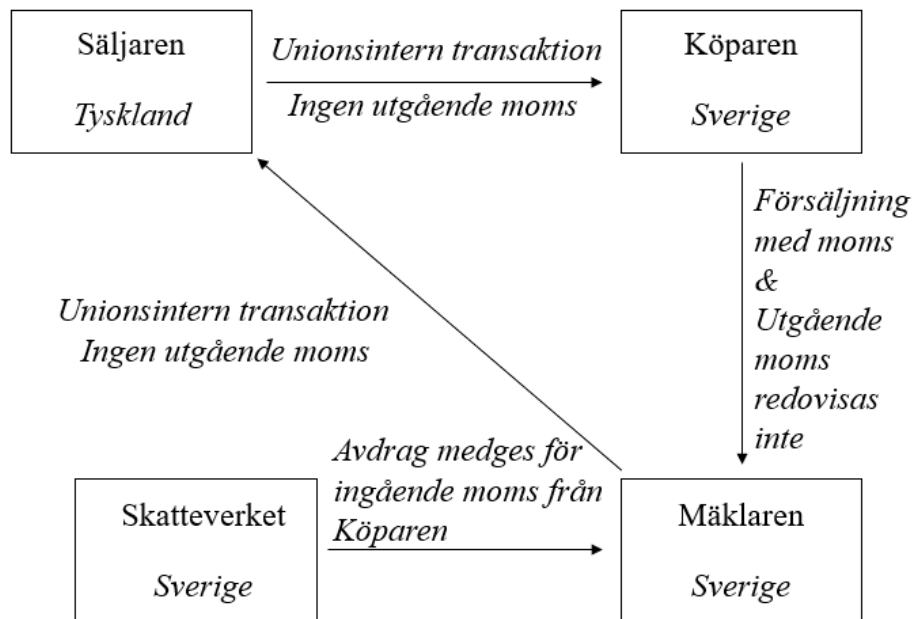 Säljaren
Tyskland
Unionsintern transaktion
Ingen utgående moms
Köparen
Sverige
Försäljning
med moms
&
Utgående
moms
redovisas
inte
Unionsintern transaktion
Ingen utgående moms
Skatteverket
Sverige
Avdrag medges för
ingående moms från
Köparen
Mäklaren
Sverige